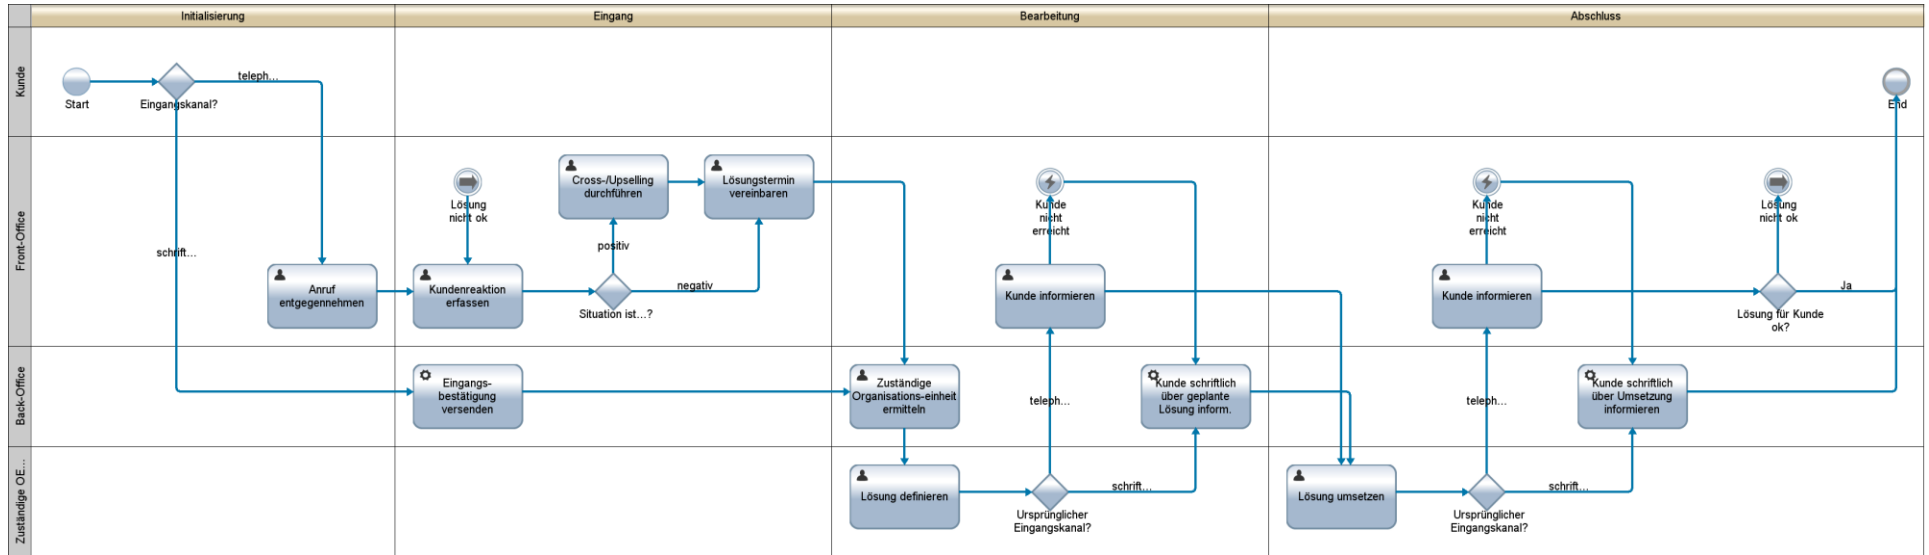 Initialisierung
Eingang
Bearbeitung
Abschluss
Kunde
Start
Eingangskanal?
teleph...
schrift...
End
Front-Office
Anruf
entgegennehmen
Lösung
nicht ok
Kundenreaktion
erfassen
Cross-/Upselling
durchführen
Lösungstermin
vereinbaren
positiv
negativ
Situation ist...?
Kunde
nicht
erreicht
Kunde informieren
Kunde
nicht
erreicht
Kunde informieren
Lösung
nicht ok
Ja
Lösung für Kunde
ok?
Back-Office
Eingangs-
bestätigung
versenden
Zuständige
Organisations-einheit
ermitteln
teleph...
Kunde schriftlich
über geplante
Lösung inform.
teleph...
Kunde schriftlich
über Umsetzung
informieren
Zuständige OE...
Lösung definieren
schrift...
Ursprünglicher
Eingangskanal?
Lösung umsetzen
schrift...
Ursprünglicher
Eingangskanal?